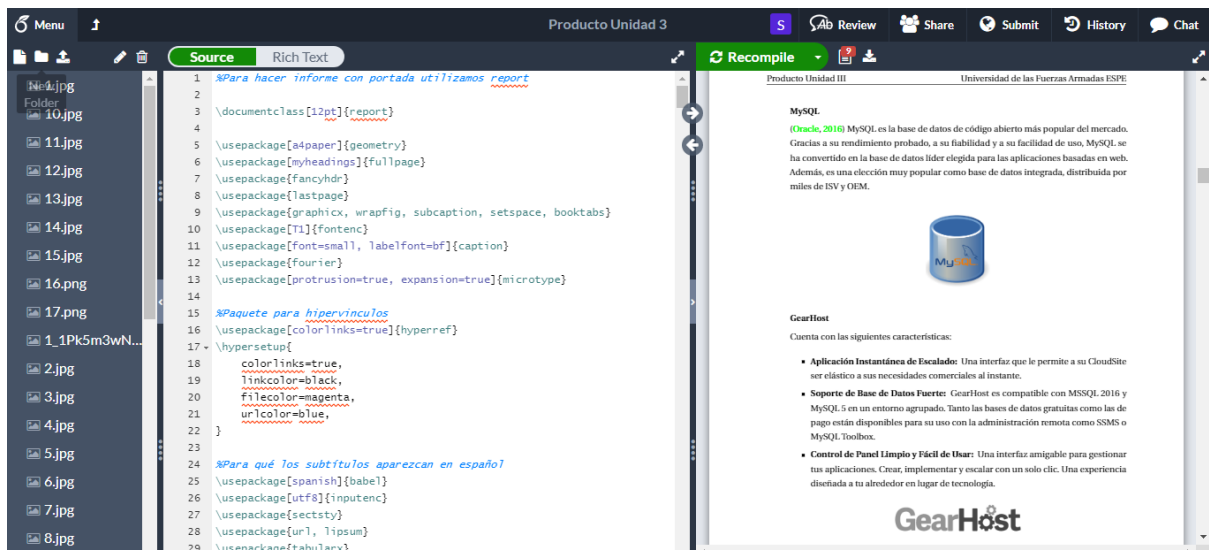 Menu
Producto Unidad 3
S
Review
Share
Submit
History
Chat
Source
Rich Text
Recompile
New
Folder
10.jpg
11.jpg
12.jpg
13.jpg
14.jpg
15.jpg
16.png
17.png
1_1Pk5m3wN...
2.jpg
3.jpg
4.jpg
5.jpg
6.jpg
7.jpg
8.jpg
1 %Para hacer informe con portada utilizamos report
2
3 \documentclass[12pt]{report}
4
5 \usepackage[a4paper]{geometry}
6 \usepackage[myheadings]{fullpage}
7 \usepackage{fancyhdr}
8 \usepackage{lastpage}
9 \usepackage{graphicx, wrapfig, subcaption, setspace, booktabs}
10 \usepackage[T1]{fontenc}
11 \usepackage[font=small, labelfont=bf]{caption}
12 \usepackage{fourier}
13 \usepackage[protrusion=true, expansion=true]{microtype}
14
15 %Paquete para hipervinculos
16 \usepackage[colorlinks=true]{hyperref}
17 \hypersetup{
18 colorlinks=true,
19 linkcolor=black,
20 filecolor=magenta,
21 urlcolor=blue,
22 }
23
24 %Para qué los subtítulos aparezcan en español
25 \usepackage[spanish]{babel}
26 \usepackage[utf8]{inputenc}
27 \usepackage{sectsty}
28 \usepackage{url, lipsum}
29 \usepackage{tabularx}
Producto Unidad III
Universidad de las Fuerzas Armadas ESPE
MySQL
(Oracle, 2016) MySQL es la base de datos de código abierto más popular del mercado.
Gracias a su rendimiento probado, a su fiabilidad y a su facilidad de uso, MySQL se
ha convertido en la base de datos líder elegida para las aplicaciones basadas en web.
Además, es una elección muy popular como base de datos integrada, distribuida por
miles de ISV y OEM.
MySQL
GearHost
Cuenta con las siguientes características:
▪ Aplicación Instantánea de Escalado: Una interfaz que le permite a su CloudSite
ser elástico a sus necesidades comerciales al instante.
▪ Soporte de Base de Datos Fuerte: GearHost es compatible con MSSQL 2016 y
MySQL 5 en un entorno agrupado. Tanto las bases de datos gratuitas como las de
pago están disponibles para su uso con la administración remota como SSMS o
MySQL Toolbox.
▪ Control de Panel Limpio y Fácil de Usar: Una interfaz amigable para gestionar
tus aplicaciones. Crear, implementar y escalar con un solo clic. Una experiencia
diseñada a tu alrededor en lugar de tecnología.
GearHost